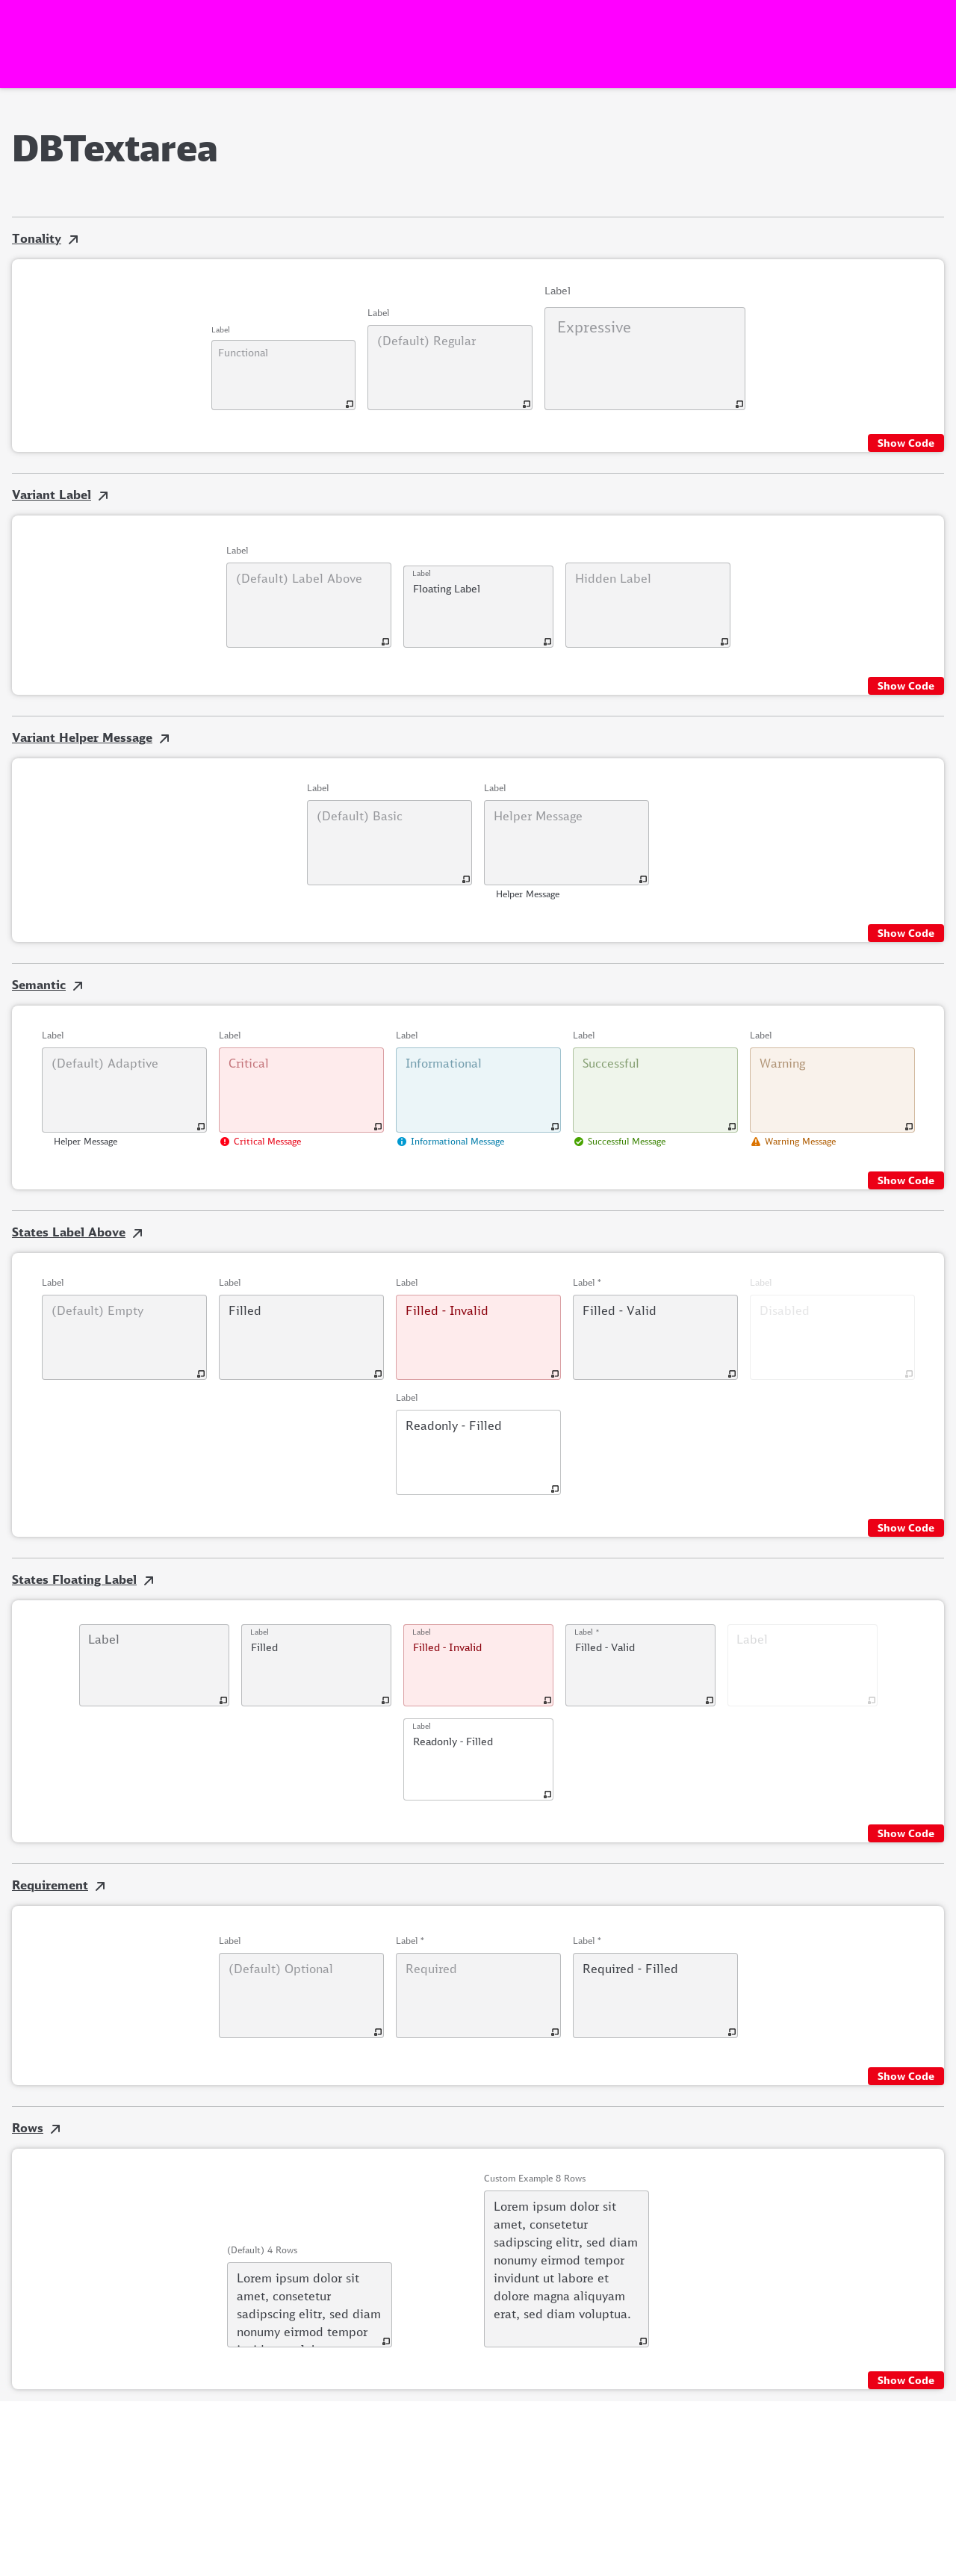 DBTextarea
Tonality
Label
Functional
Label
(Default) Regular
Label
Expressive
Show Code
Variant Label
Label
(Default) Label Above
Label
Floating Label
Hidden Label
Show Code
Variant Helper Message
Label
(Default) Basic
Label
Helper Message
Helper Message
Show Code
Semantic
Label
(Default) Adaptive
Helper Message
Label
Critical
Critical Message
Label
Informational
Informational Message
Label
Successful
Successful Message
Label
Warning
Warning Message
Show Code
States Label Above
Label
(Default) Empty
Label
Filled
Label
Filled - Invalid
Label *
Filled - Valid
Label
Disabled
Label
Readonly - Filled
Show Code
States Floating Label
Label
Label
Filled
Label
Filled - Invalid
Label *
Filled - Valid
Label
Label
Readonly - Filled
Show Code
Requirement
Label
(Default) Optional
Label *
Required
Label *
Required - Filled
Show Code
Rows
(Default) 4 Rows
Lorem ipsum dolor sit
amet, consetetur
sadipscing elitr, sed diam
nonumy eirmod tempor
Custom Example 8 Rows
Lorem ipsum dolor sit
amet, consetetur
sadipscing elitr, sed diam
nonumy eirmod tempor
invidunt ut labore et
dolore magna aliquyam
erat, sed diam voluptua.
Show Code